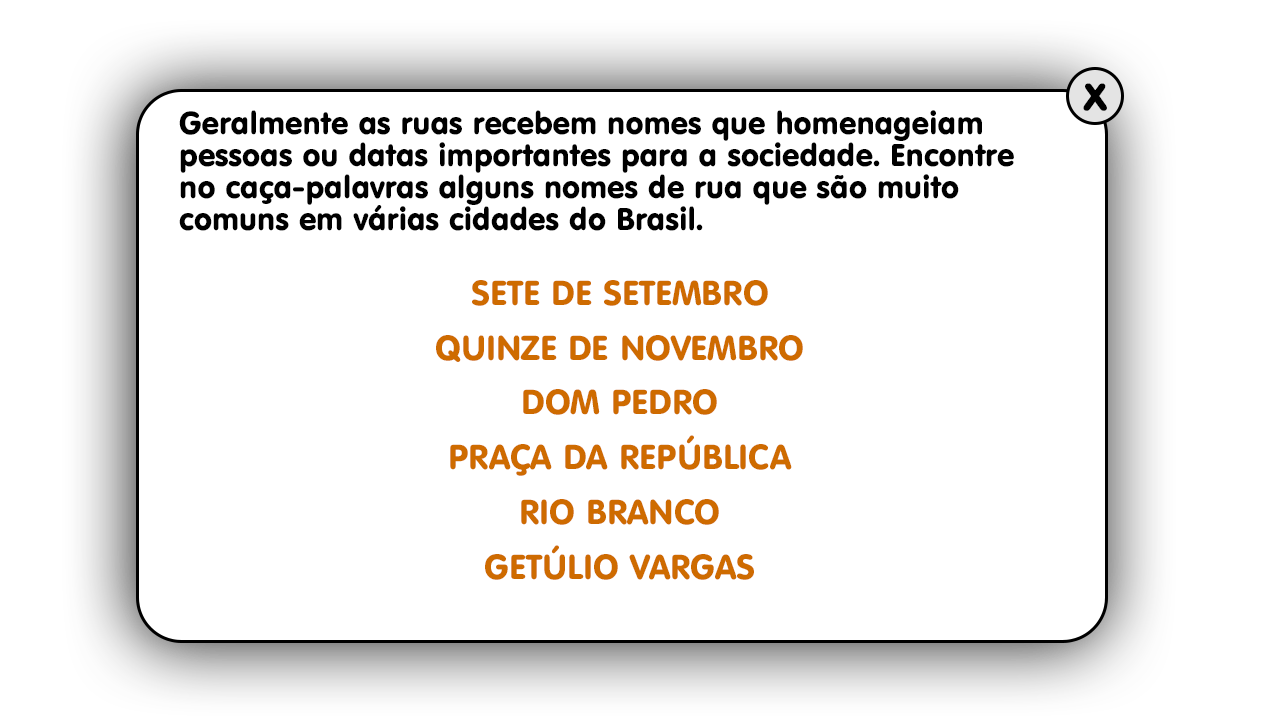 X
Geralmente as ruas recebem nomes que homenageiam
pessoas ou datas importantes para a sociedade. Encontre
no caça-palavras alguns nomes de rua que são muito
comuns em várias cidades do Brasil.
SETE DE SETEMBRO
QUINZE DE NOVEMBRO
DOM PEDRO
PRAÇA DA REPÚBLICA
RIO BRANCO
GETÚLIO VARGAS